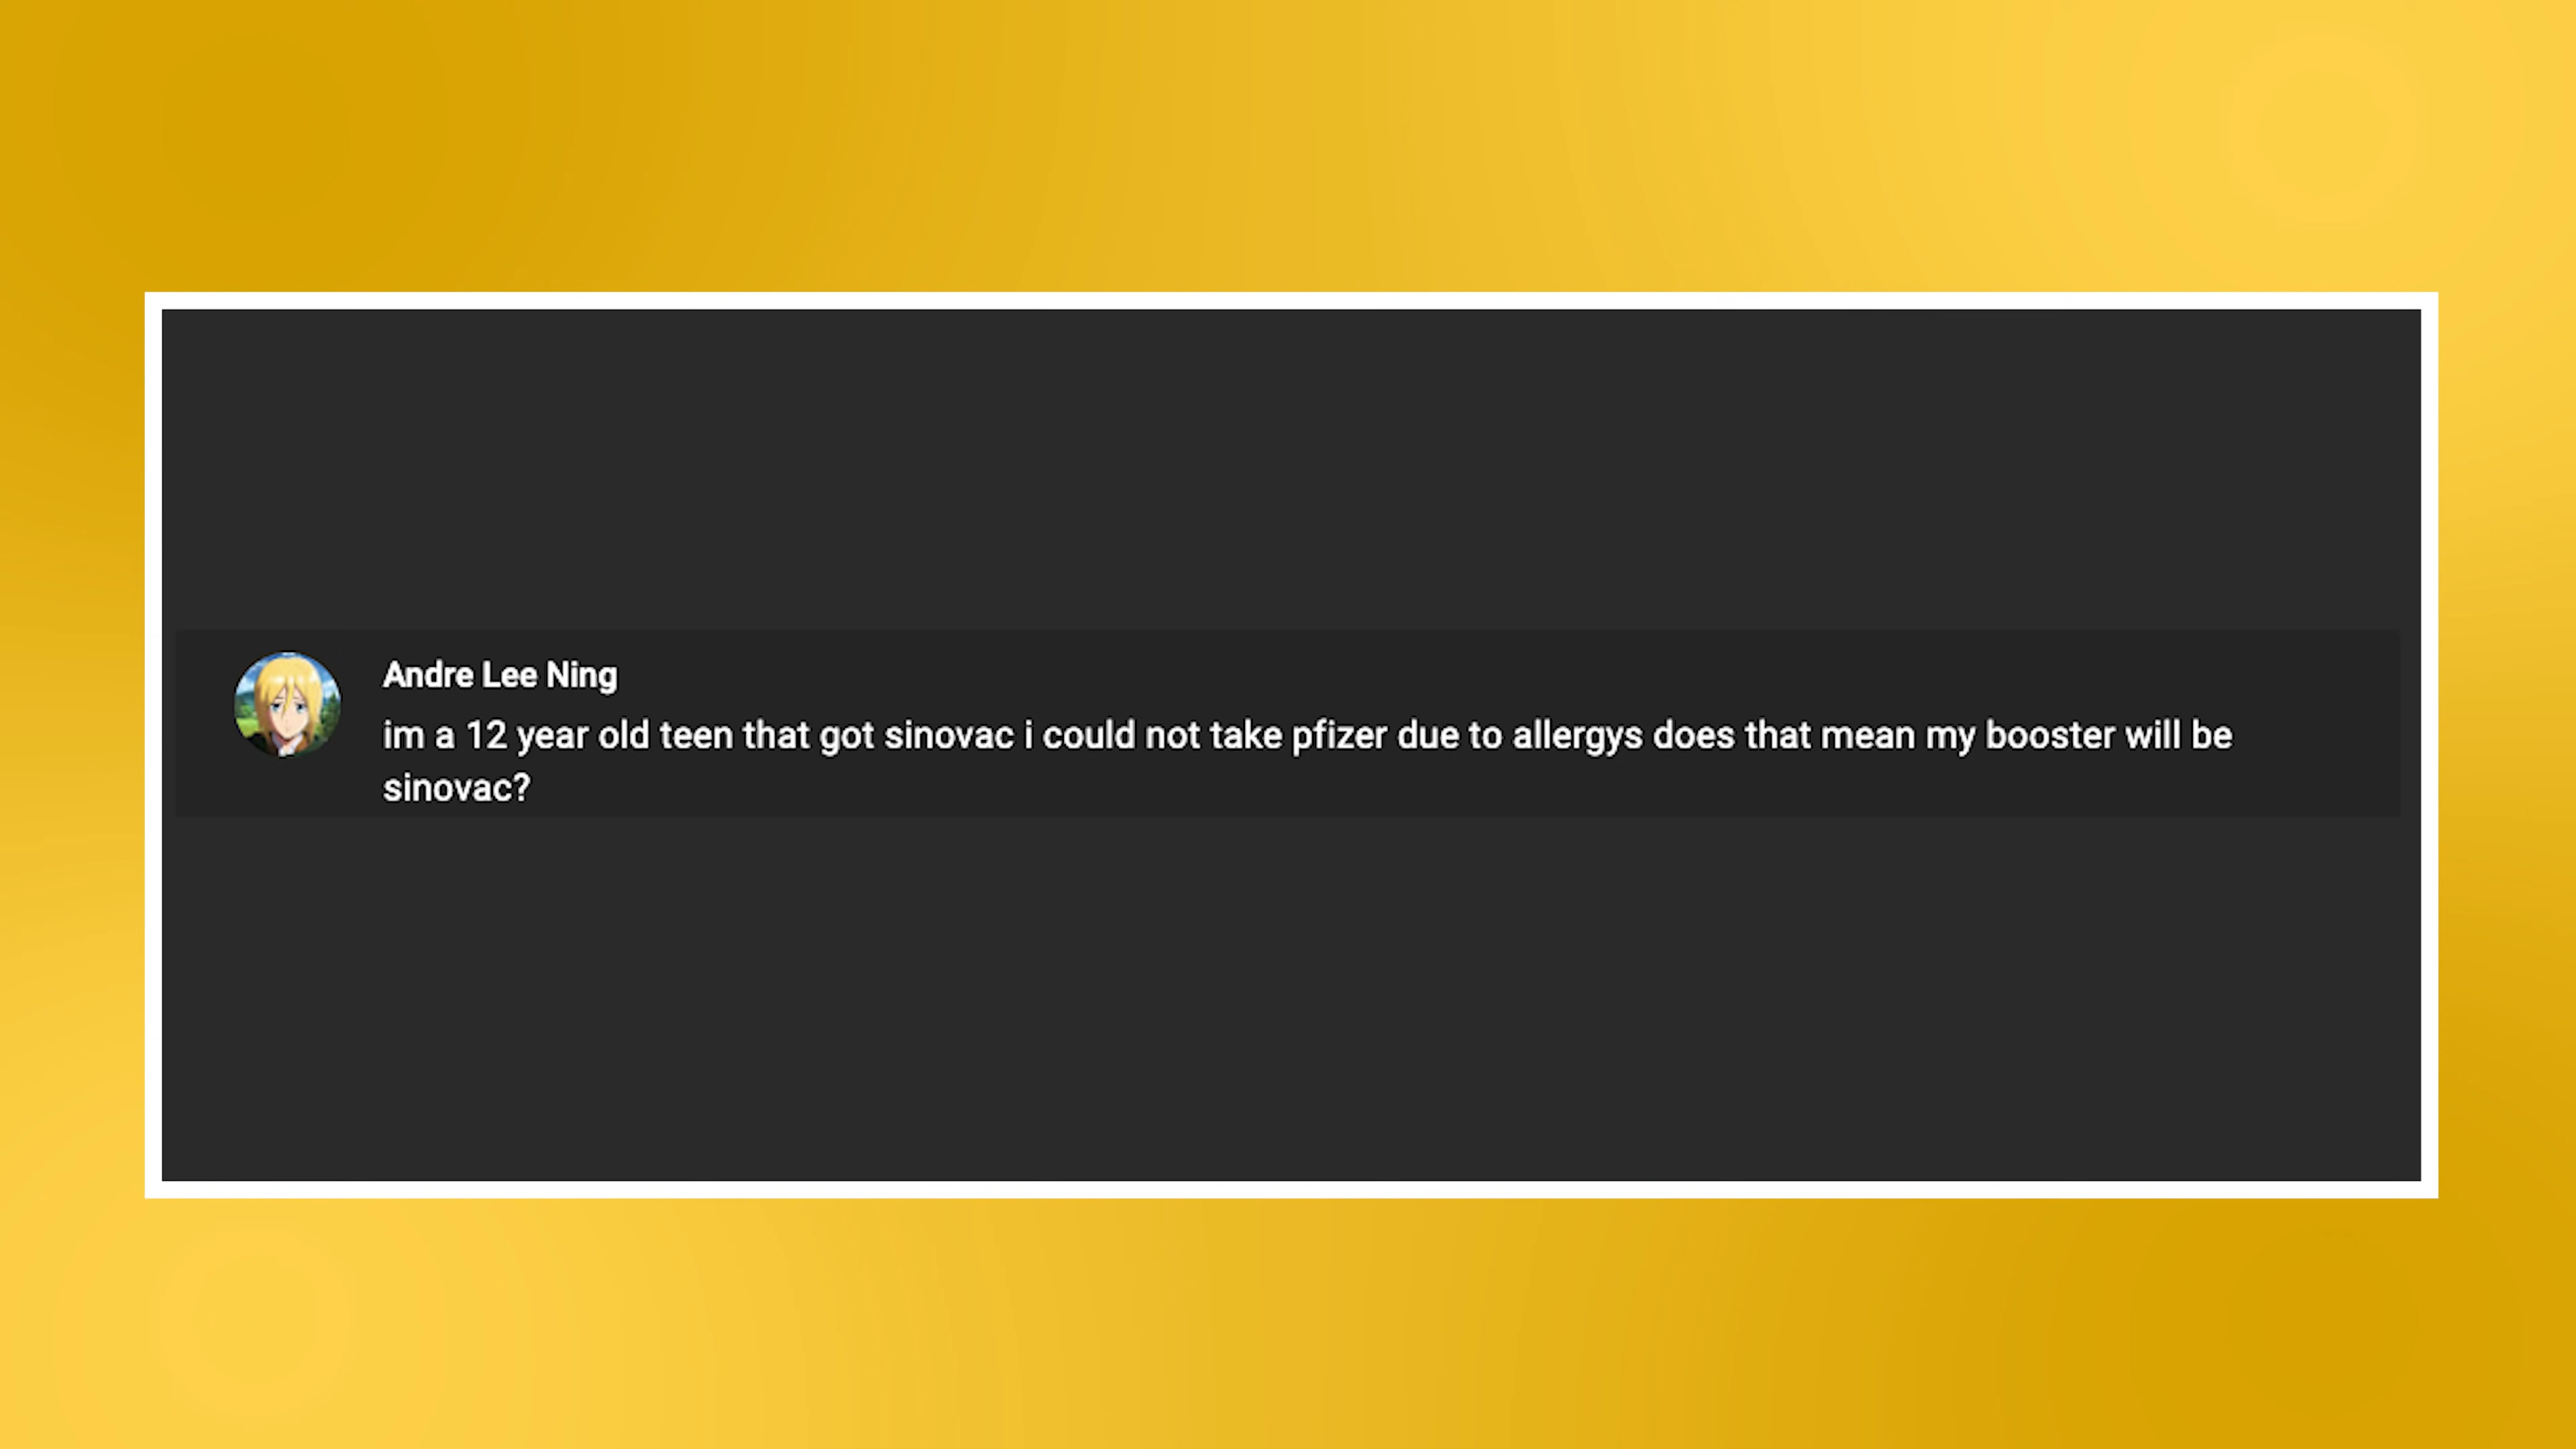 Andre Lee Ning
im a 12 year old teen that got sinovac i could not take pfizer due to allergys does that mean my booster will be
sinovac?